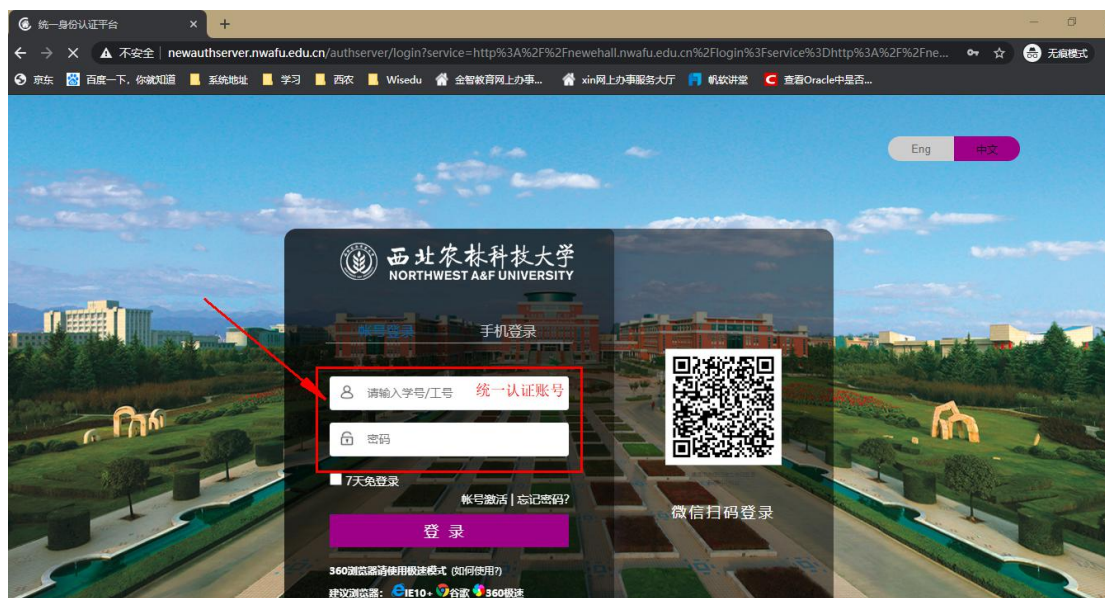 统一身份认证平台
不安全 | newauthserver.nwafu.edu.cn/authserver/login?service=http%3A%2F%2Fnewehall.nwafu.edu.cn%2Flogin%3Fservice%3Dhttp%3A%2F%2Fne... 无痕模式
京东 百度一下，你就知道 系统地址 学习 西农 Wisedu 金智教育网上办事... xin网上办事服务大厅 帆软讲堂 查看Oracle中是否...
Eng 中文
西北农林科技大学
NORTHWEST A&F UNIVERSITY
帐号登录 手机登录
请输入学号/工号 统一认证账号
密码
7天免登录
帐号激活 | 忘记密码?
微信扫码登录
登 录
360浏览器请使用极速模式 (如何使用?)
建议浏览器： IE10+ 谷歌 360极速